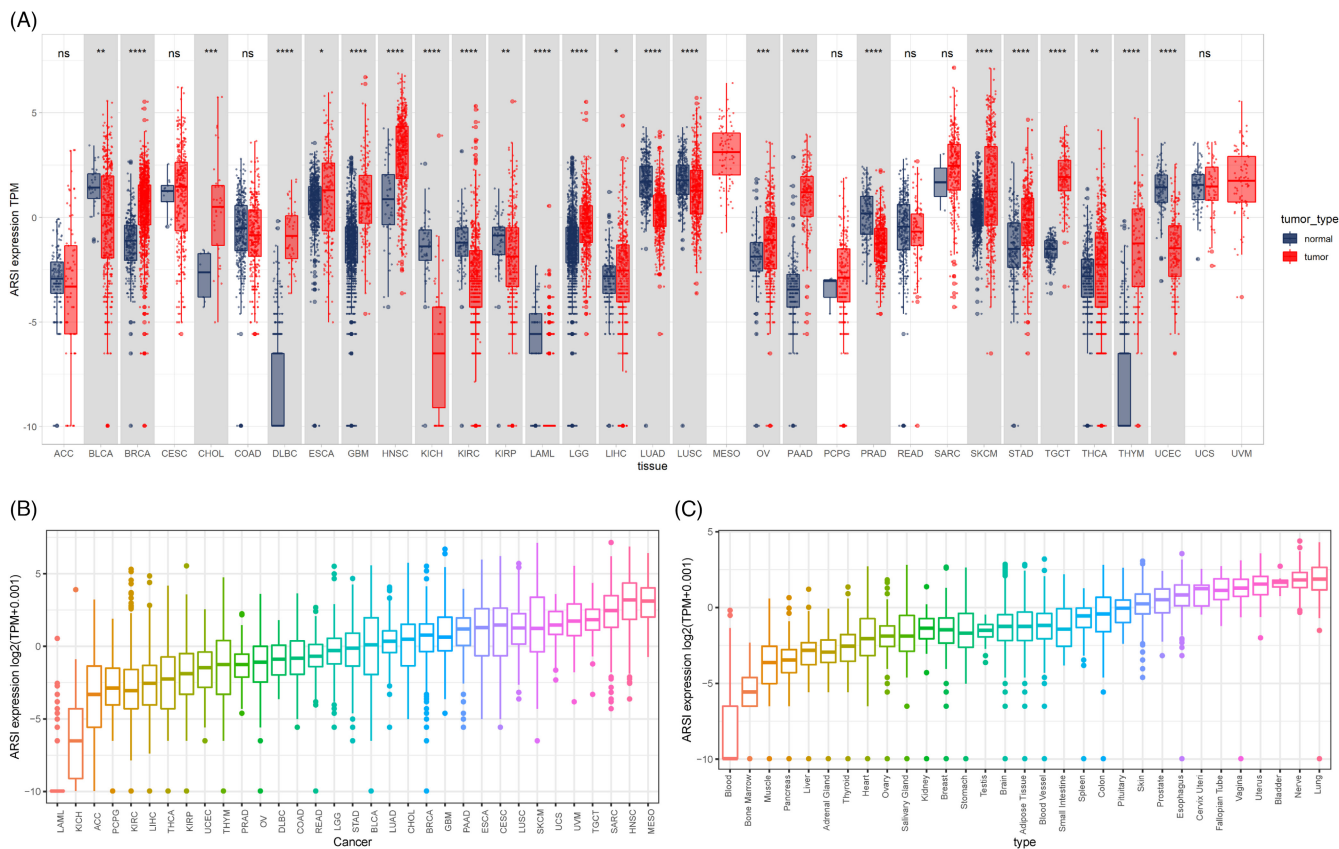 (A)
ns ** **** ns *** ns **** * **** **** **** **** ** **** **** * **** **** *** **** ns **** ns ns **** **** **** ** **** **** ns
ARSI expression TPM
5
0
-5
-10
ACC BLCA BRCA CESC CHOL COAD DLBC ESCA GBM HNSC KICH KIRC KIRP LAML LGG LIHC LUAD LUSC MESO OV PAAD PCPG PRAD READ SARC SKCM STAD TGCT THCA THYM UCEC UCS UVM
tissue
tumor_type
normal
tumor
(B)
ARSI expression log2(TPM+0.001)
5
0
-5
-10
LAML KICH ACC PCPG KIRC LIHC THCA KIRP UCEC THYM PRAD OV DLBC COAD READ LGG STAD BLCA LUAD CHOL BRCA GBM PAAD ESCA CESC LUSC SKCM UCS UVM TGCT SARC HNSC MESO
Cancer
(C)
ARSI expression log2(TPM+0.001)
5
0
-5
-10
Blood Bone Marrow Muscle Pancreas Liver Adrenal Gland Thyroid Heart Ovary Salivary Gland Kidney Breast Stomach Testis Brain Adipose Tissue Blood Vessel Small Intestine Spleen Colon Pituitary Skin Prostate Esophagus Cervix Uteri Fallopian Tube Vagina Uterus Bladder Nerve Lung
type